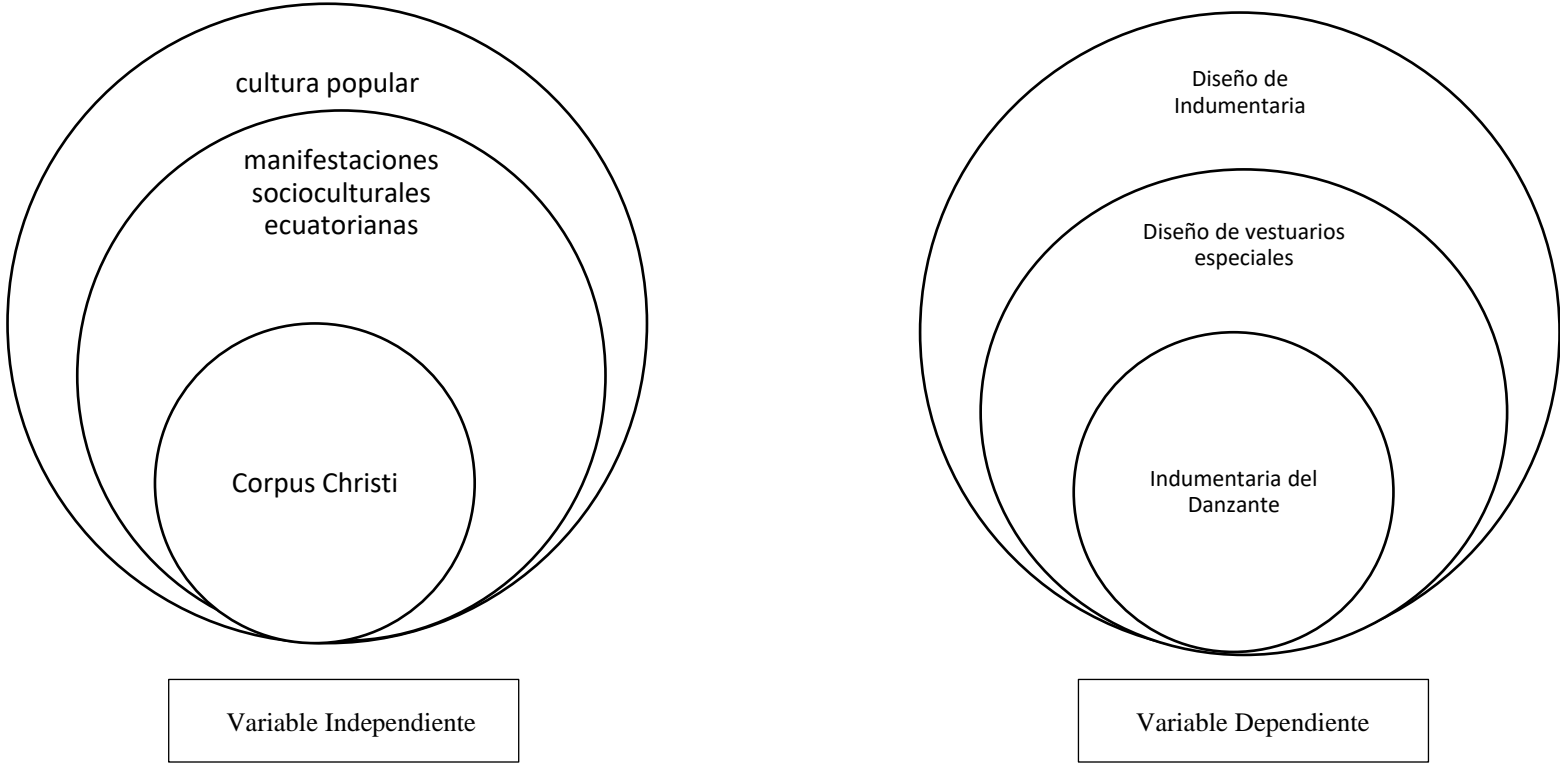 cultura popular
manifestaciones
socioculturales
ecuatorianas
Corpus Christi
Variable Independiente
Diseño de
Indumentaria
Diseño de vestuarios
especiales
Indumentaria del
Danzante
Variable Dependiente